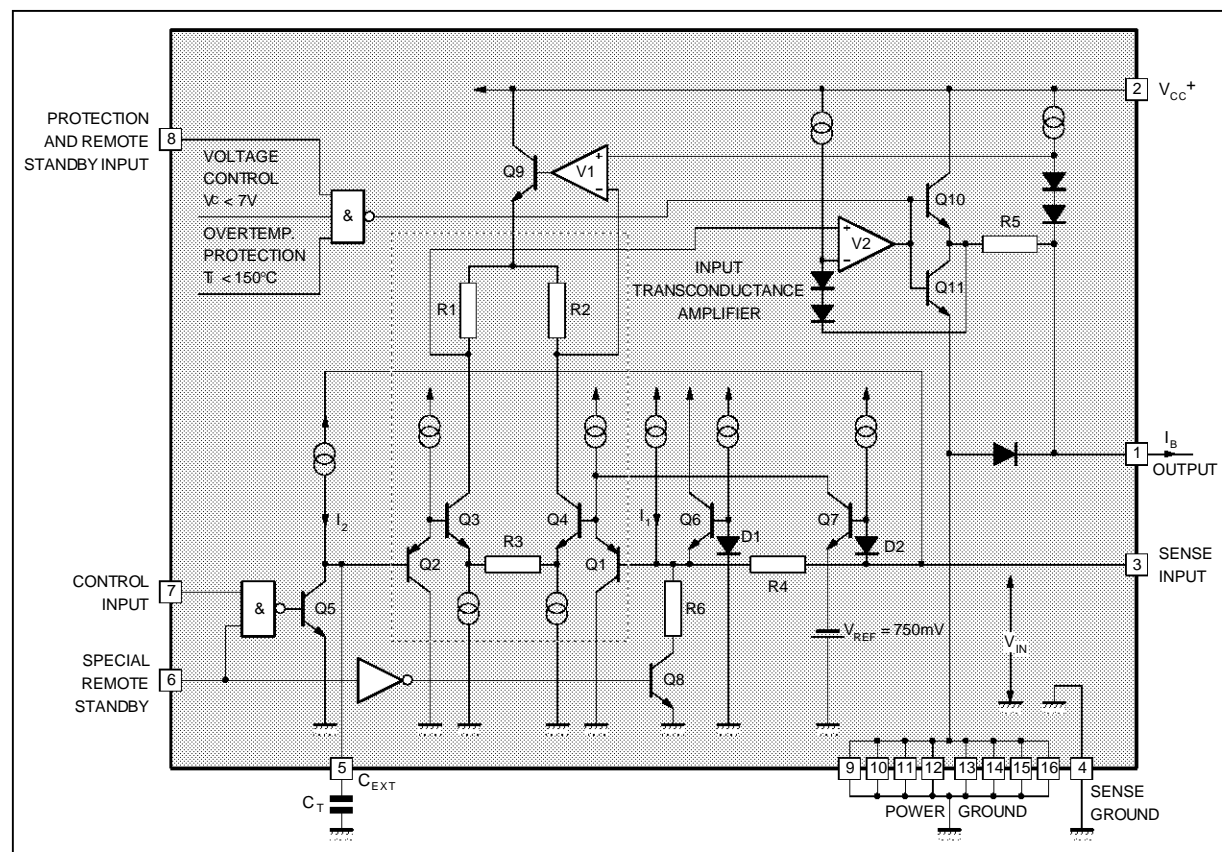 PROTECTION
AND REMOTE
STANDBY INPUT
8
VOLTAGE
CONTROL
VC < 7V
OVERTEMP.
PROTECTION
Tj < 150°C
&
Q9
V1
+
-
2
VCC+
Q10
V2
+
-
R5
Q11
INPUT
TRANSCONDUCTANCE
AMPLIFIER
R1
R2
1
IB
OUTPUT
I2
Q3
Q4
I1
Q6
D1
Q7
D2
Q2
R3
Q1
R4
3
SENSE
INPUT
CONTROL
INPUT
7
&
Q5
R6
VREF = 750mV
VIN
SPECIAL
REMOTE
STANDBY
6
Q8
5
CEXT
CT
9
10
11
12
13
14
15
16
4
POWER GROUND
SENSE
GROUND